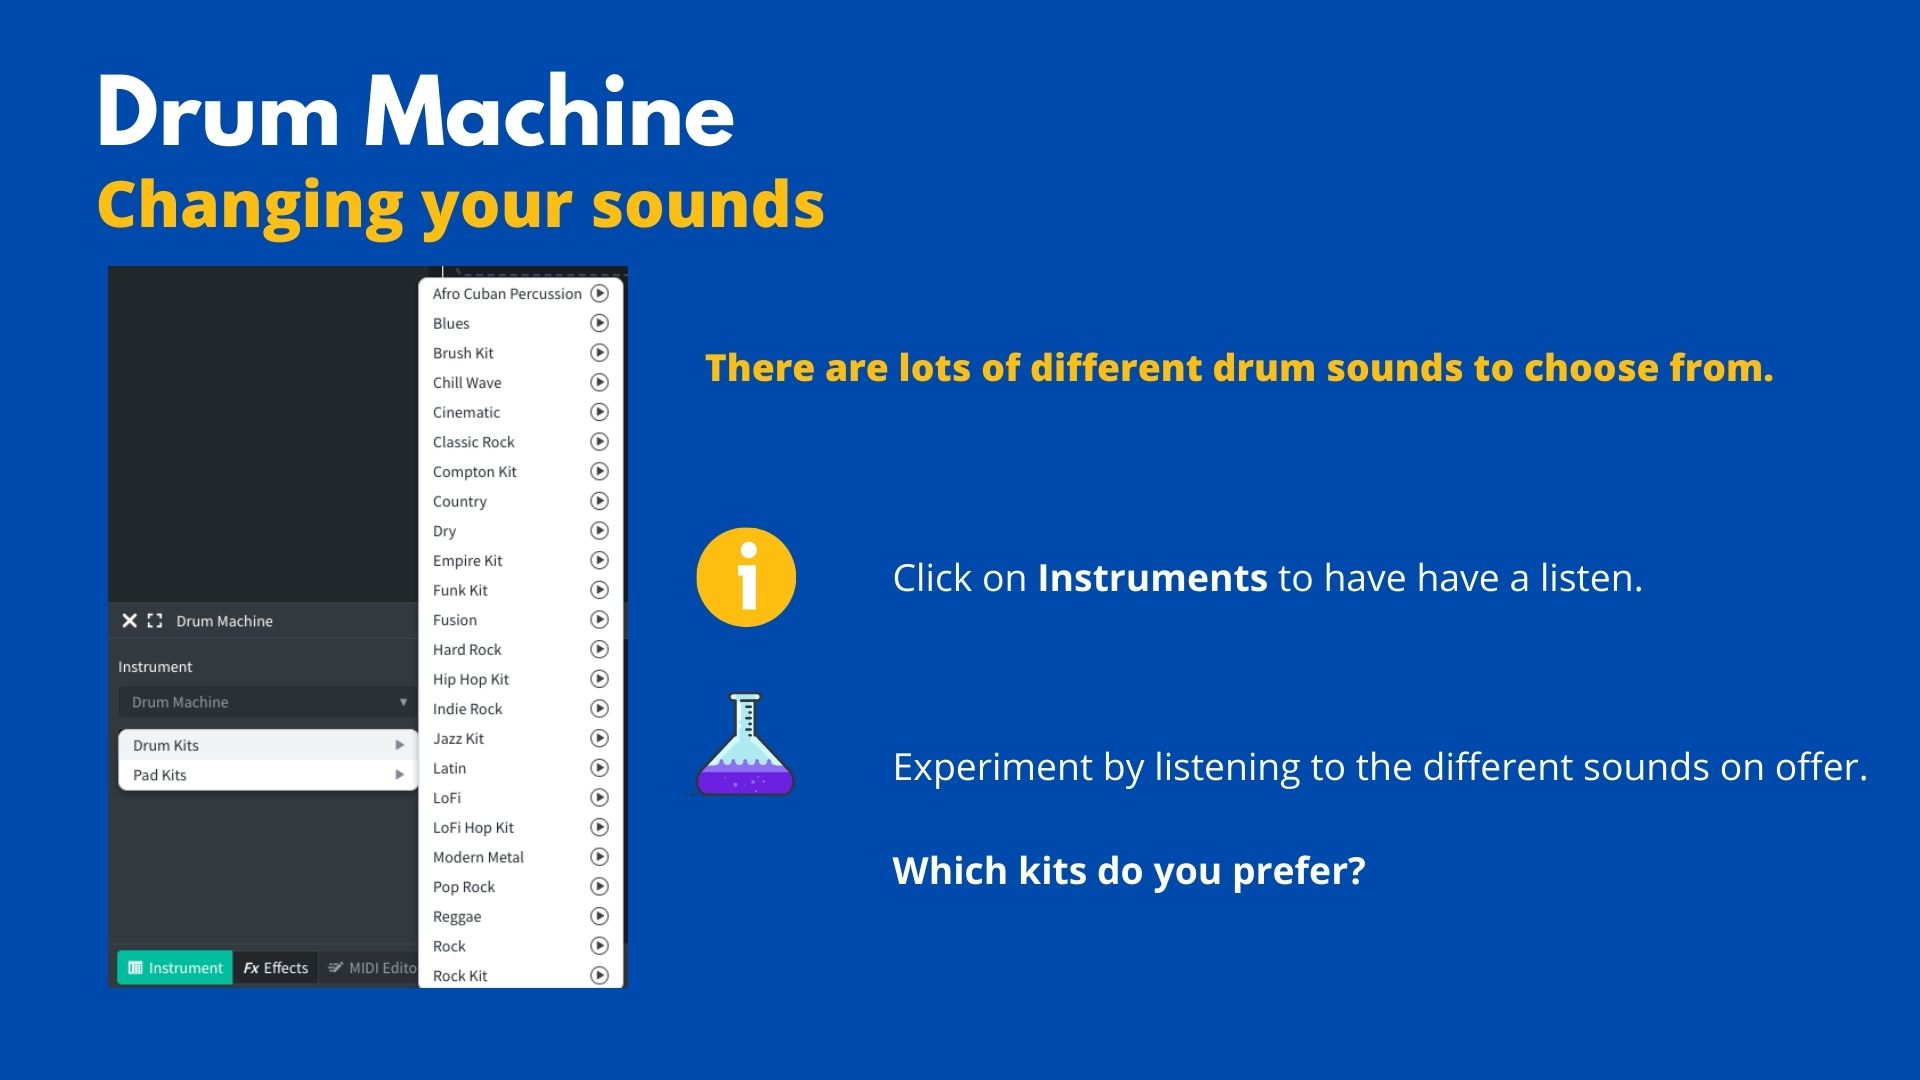 Drum Machine
Changing your sounds
Afro Cuban Percussion
Blues
Brush Kit
Chill Wave
Cinematic
Classic Rock
Compton Kit
Country
Dry
Empire Kit
Funk Kit
Fusion
Hard Rock
Hip Hop Kit
Indie Rock
Jazz Kit
Latin
LoFi
LoFi Hop Kit
Modern Metal
Pop Rock
Reggae
Rock
Rock Kit
Drum Machine
Instrument
Drum Machine
Drum Kits
Pad Kits
Instrument
Fx Effects
MIDI Edito
There are lots of different drum sounds to choose from.
Click on Instruments to have have a listen.
Experiment by listening to the different sounds on offer.
Which kits do you prefer?